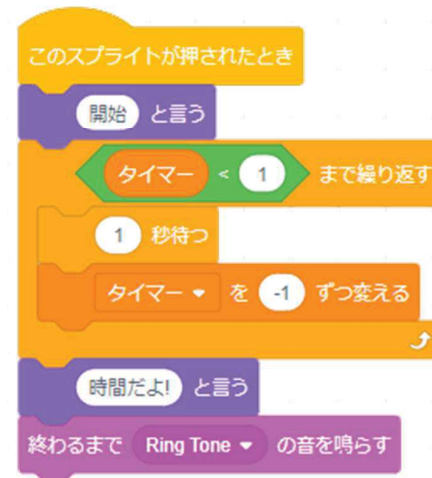 このスプライトが押されたとき
開始 と言う
タイマー < 1 まで繰り返す
1 秒待つ
タイマー を -1 ずつ変える
時間だよ! と言う
終わるまで Ring Tone の音を鳴らす